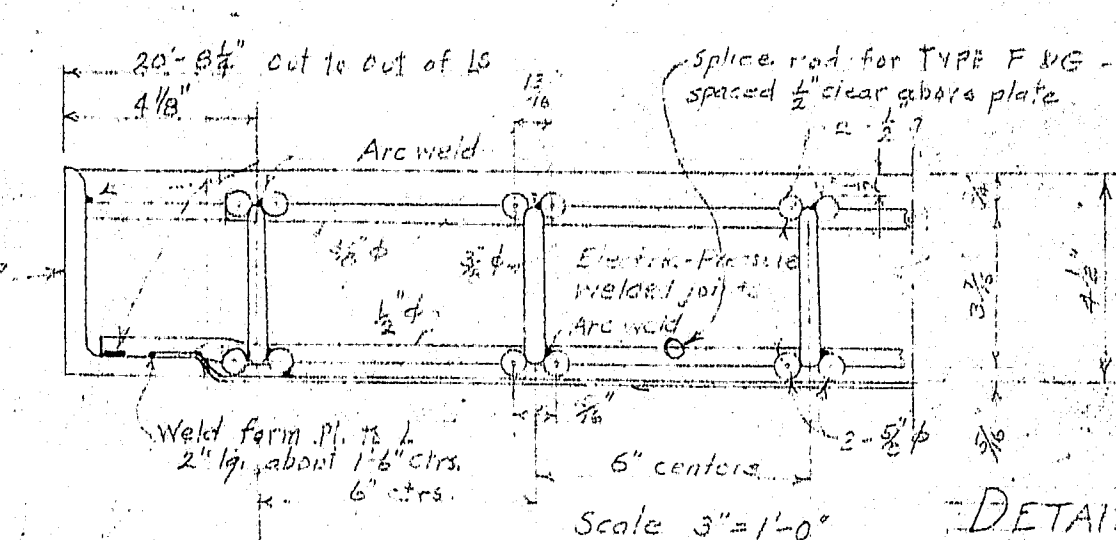 20'-8¼" out to out of Ls
4⅛"
13/16
Splice rod for TYPE F & G -
spaced ½" clear above plate
Arc weld
½"
¾" φ
Electric-Pressure
welded joints
½" φ
Arc weld
3⅞"
4½"
Weld form Pl. to L
2" lg. about 1'-6" ctrs.
6" ctrs.
6" centers
2-⅝" φ
5/16
Scale 3" = 1'-0"
DETAI